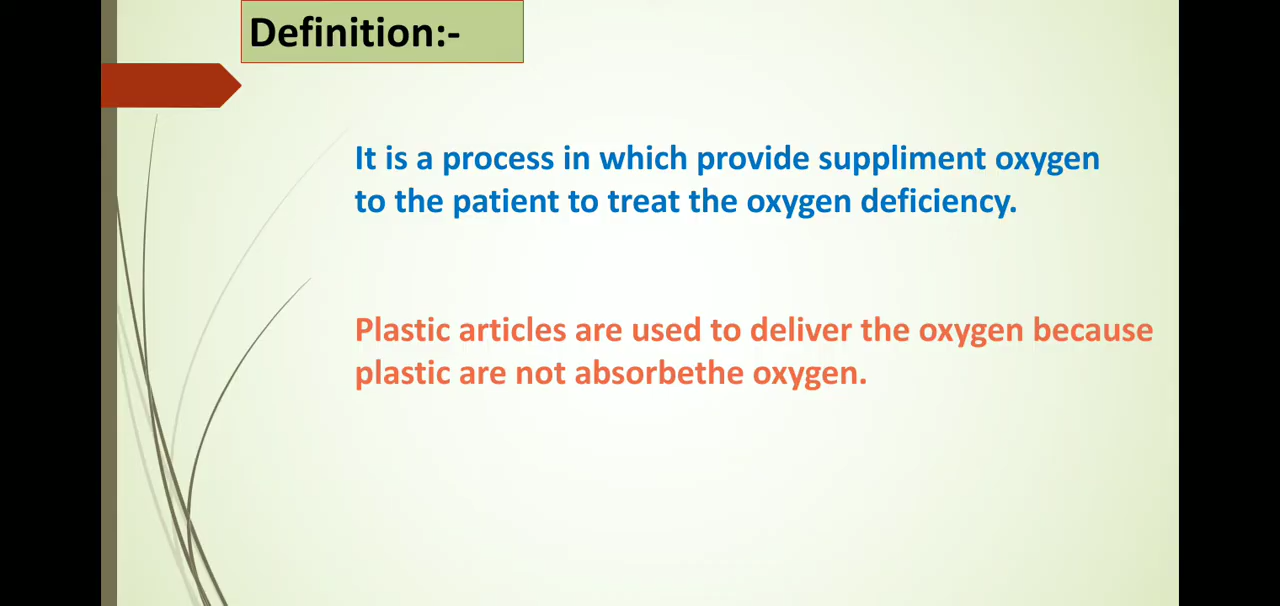 Definition:-
It is a process in which provide suppliment oxygen
to the patient to treat the oxygen deficiency.
Plastic articles are used to deliver the oxygen because
plastic are not absorbethe oxygen.